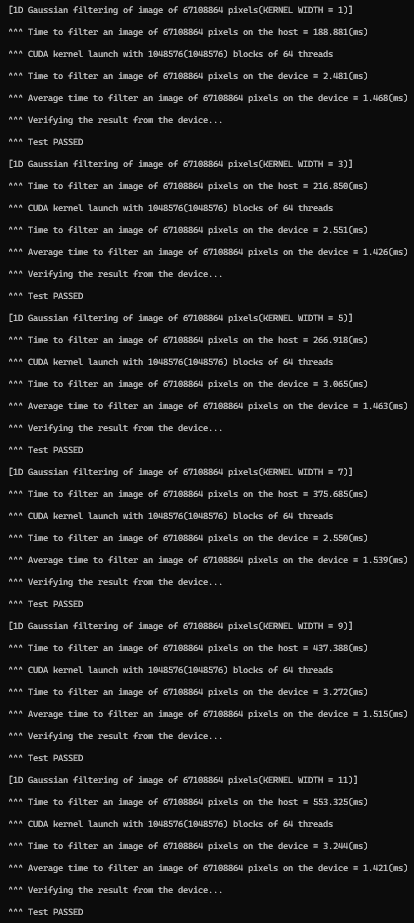 [1D Gaussian filtering of image of 67108864 pixels(KERNEL WIDTH = 1)]
^^^ Time to filter an image of 67108864 pixels on the host = 188.881(ms)
^^^ CUDA kernel launch with 1048576(1048576) blocks of 64 threads
^^^ Time to filter an image of 67108864 pixels on the device = 2.481(ms)
^^^ Average time to filter an image of 67108864 pixels on the device = 1.468(ms)
^^^ Verifying the result from the device...
^^^ Test PASSED
[1D Gaussian filtering of image of 67108864 pixels(KERNEL WIDTH = 3)]
^^^ Time to filter an image of 67108864 pixels on the host = 216.850(ms)
^^^ CUDA kernel launch with 1048576(1048576) blocks of 64 threads
^^^ Time to filter an image of 67108864 pixels on the device = 2.551(ms)
^^^ Average time to filter an image of 67108864 pixels on the device = 1.426(ms)
^^^ Verifying the result from the device...
^^^ Test PASSED
[1D Gaussian filtering of image of 67108864 pixels(KERNEL WIDTH = 5)]
^^^ Time to filter an image of 67108864 pixels on the host = 266.918(ms)
^^^ CUDA kernel launch with 1048576(1048576) blocks of 64 threads
^^^ Time to filter an image of 67108864 pixels on the device = 3.065(ms)
^^^ Average time to filter an image of 67108864 pixels on the device = 1.463(ms)
^^^ Verifying the result from the device...
^^^ Test PASSED
[1D Gaussian filtering of image of 67108864 pixels(KERNEL WIDTH = 7)]
^^^ Time to filter an image of 67108864 pixels on the host = 375.685(ms)
^^^ CUDA kernel launch with 1048576(1048576) blocks of 64 threads
^^^ Time to filter an image of 67108864 pixels on the device = 2.550(ms)
^^^ Average time to filter an image of 67108864 pixels on the device = 1.539(ms)
^^^ Verifying the result from the device...
^^^ Test PASSED
[1D Gaussian filtering of image of 67108864 pixels(KERNEL WIDTH = 9)]
^^^ Time to filter an image of 67108864 pixels on the host = 437.388(ms)
^^^ CUDA kernel launch with 1048576(1048576) blocks of 64 threads
^^^ Time to filter an image of 67108864 pixels on the device = 3.272(ms)
^^^ Average time to filter an image of 67108864 pixels on the device = 1.515(ms)
^^^ Verifying the result from the device...
^^^ Test PASSED
[1D Gaussian filtering of image of 67108864 pixels(KERNEL WIDTH = 11)]
^^^ Time to filter an image of 67108864 pixels on the host = 553.325(ms)
^^^ CUDA kernel launch with 1048576(1048576) blocks of 64 threads
^^^ Time to filter an image of 67108864 pixels on the device = 3.244(ms)
^^^ Average time to filter an image of 67108864 pixels on the device = 1.421(ms)
^^^ Verifying the result from the device...
^^^ Test PASSED